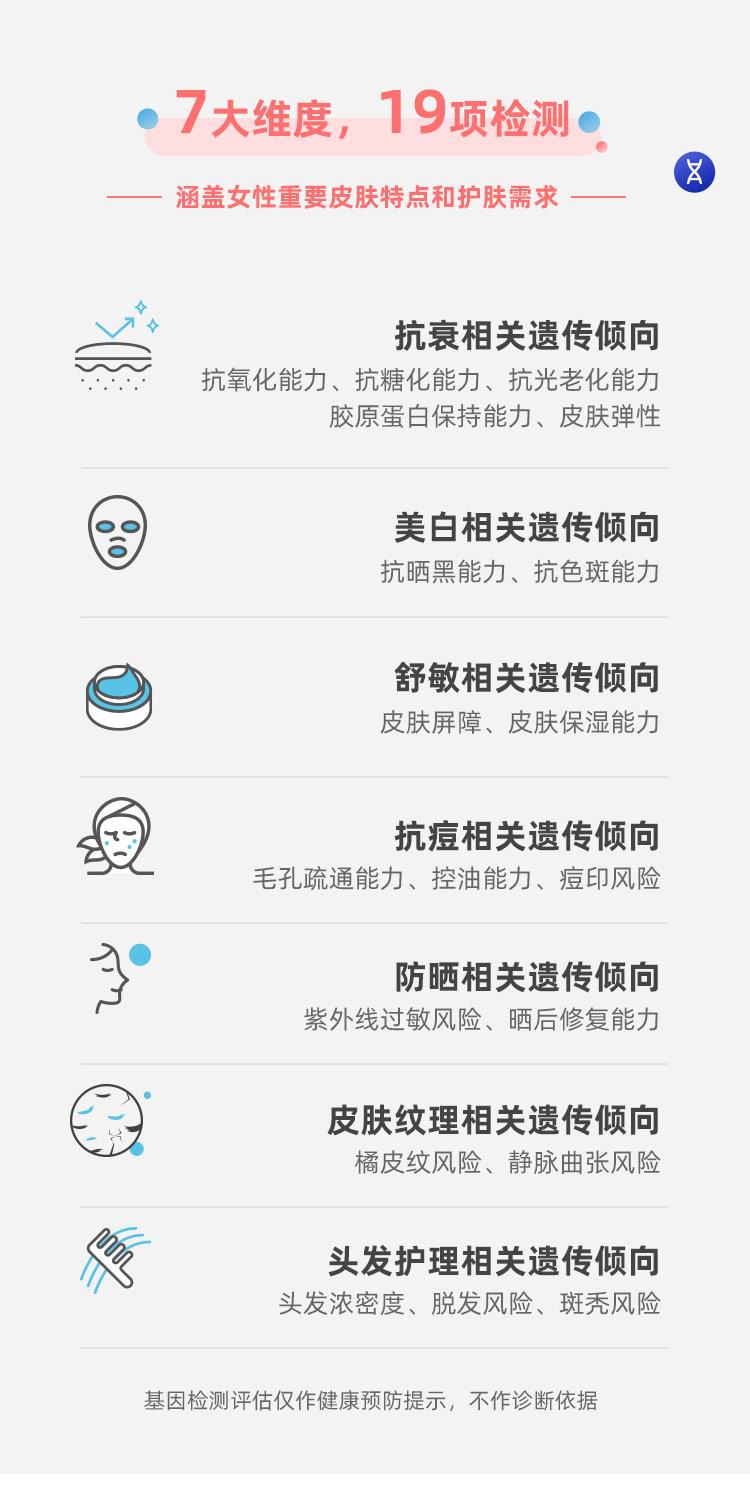 7大维度，19项检测
涵盖女性重要皮肤特点和护肤需求
抗衰相关遗传倾向
抗氧化能力、抗糖化能力、抗光老化能力
胶原蛋白保持能力、皮肤弹性
美白相关遗传倾向
抗晒黑能力、抗色斑能力
舒敏相关遗传倾向
皮肤屏障、皮肤保湿能力
抗痘相关遗传倾向
毛孔疏通能力、控油能力、痘印风险
防晒相关遗传倾向
紫外线过敏风险、晒后修复能力
皮肤纹理相关遗传倾向
橘皮纹风险、静脉曲张风险
头发护理相关遗传倾向
头发浓密度、脱发风险、斑秃风险
基因检测评估仅作健康预防提示，不作诊断依据